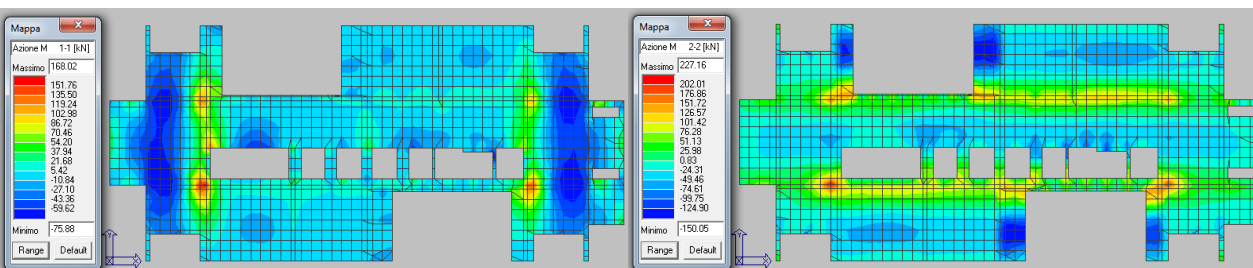 Mappa
Azione M 1-1 [kN]
Massimo 168.02
151.76
135.50
119.24
102.98
86.72
70.46
54.20
37.94
21.68
5.42
-10.84
-27.10
-43.36
-59.62
Minimo -75.88
Range Default
Mappa
Azione M 2-2 [kN]
Massimo 227.16
202.01
176.86
151.72
126.57
101.42
76.28
51.13
25.98
0.83
-24.31
-49.46
-74.61
-99.75
-124.90
Minimo -150.05
Range Default